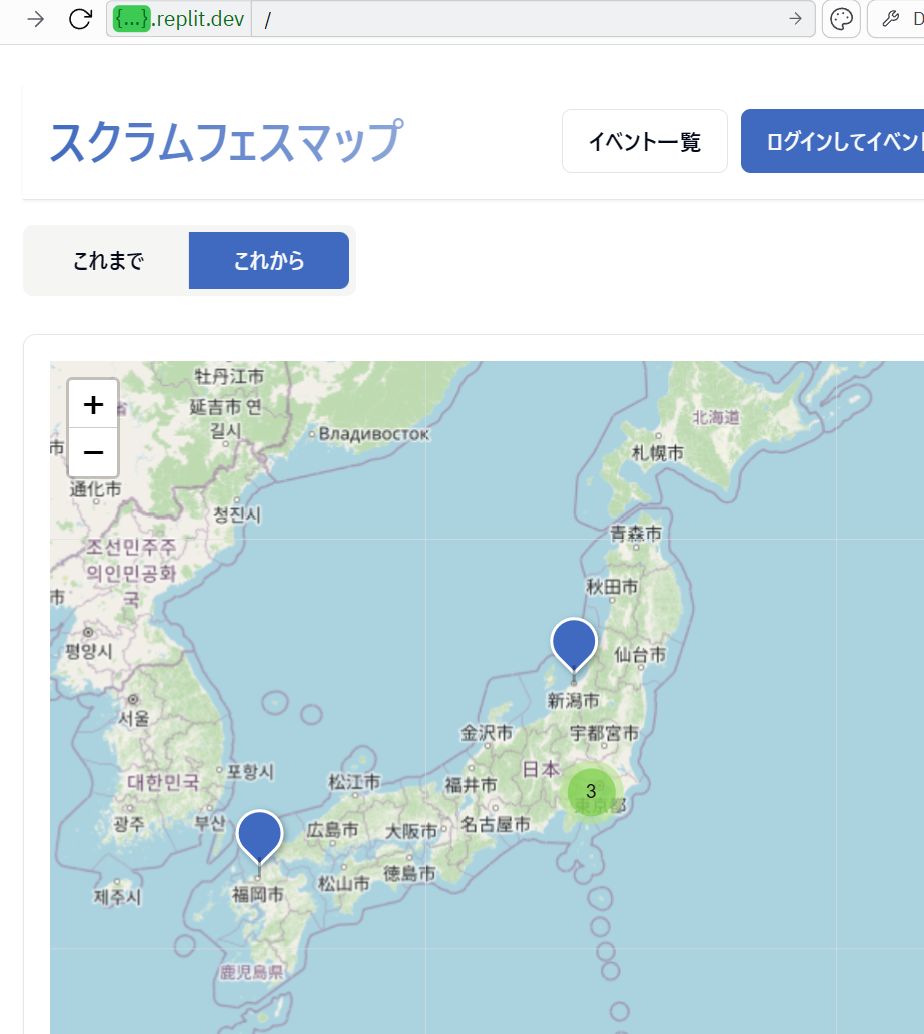 {...}.replit.dev /
スクラムフェスマップ
イベント一覧
ログインしてイベン
これまで
これから
+
−
牡丹江市
延吉市 연
길시
Владивосток
北海道
札幌市
市
通化市
청진시
青森市
조선민주주
의인민공화
국
秋田市
市
평양시
仙台市
新潟市
서울
金沢市
宇都宮市
日本
포항시
대한민국
松江市
福井市
3
東京都
광주
부산
広島市
大阪市
名古屋市
徳島市
松山市
福岡市
제주시
鹿児島県